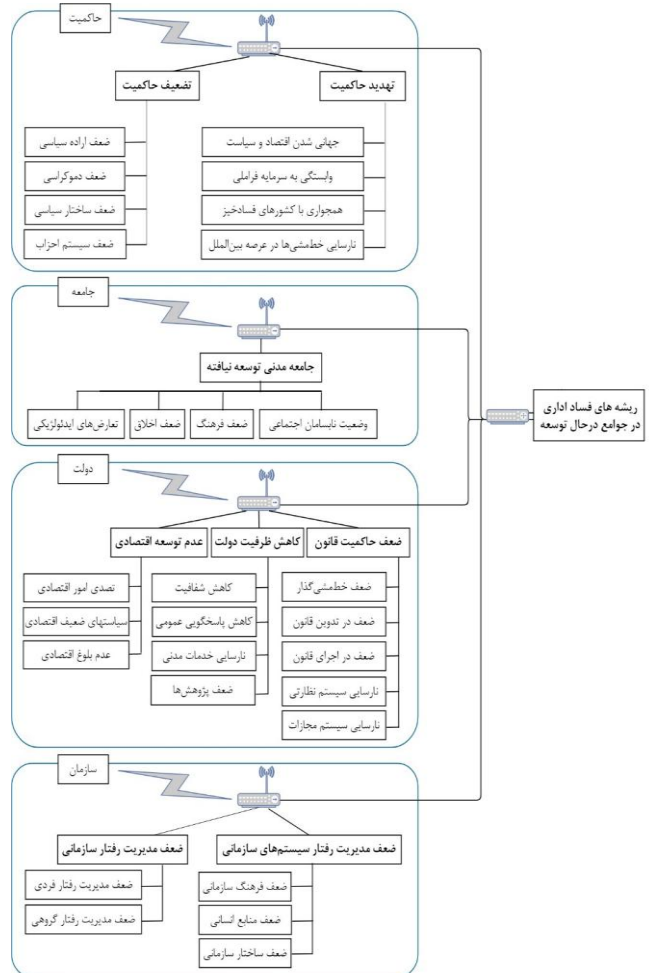 حاکمیت
تهدید حاکمیت
تضعیف حاکمیت
جهانی شدن اقتصاد و سیاست
وابستگی به سرمایه فراملی
همجواری با کشورهای فسادخیز
نارسایی خط‌مشی‌ها در عرصه بین‌الملل
ضعف اراده سیاسی
ضعف دموکراسی
ضعف ساختار سیاسی
ضعف سیستم احزاب
جامعه
جامعه مدنی توسعه نیافته
وضعیت نابسامان اجتماعی
ضعف فرهنگ
ضعف اخلاق
تعارض‌های ایدئولوژیکی
ریشه های فساد اداری
در جوامع درحال توسعه
دولت
ضعف حاکمیت قانون
کاهش ظرفیت دولت
عدم توسعه اقتصادی
ضعف خط‌مشی‌گذار
ضعف در تدوین قانون
ضعف در اجرای قانون
نارسایی سیستم نظارتی
نارسایی سیستم مجازات
کاهش شفافیت
کاهش پاسخگویی عمومی
نارسایی خدمات مدنی
ضعف پژوهش‌ها
تصدی امور اقتصادی
سیاستهای ضعیف اقتصادی
عدم بلوغ اقتصادی
سازمان
ضعف مدیریت رفتار سیستم‌های سازمانی
ضعف مدیریت رفتار سازمانی
ضعف فرهنگ سازمانی
ضعف منابع انسانی
ضعف ساختار سازمانی
ضعف مدیریت رفتار فردی
ضعف مدیریت رفتار گروهی